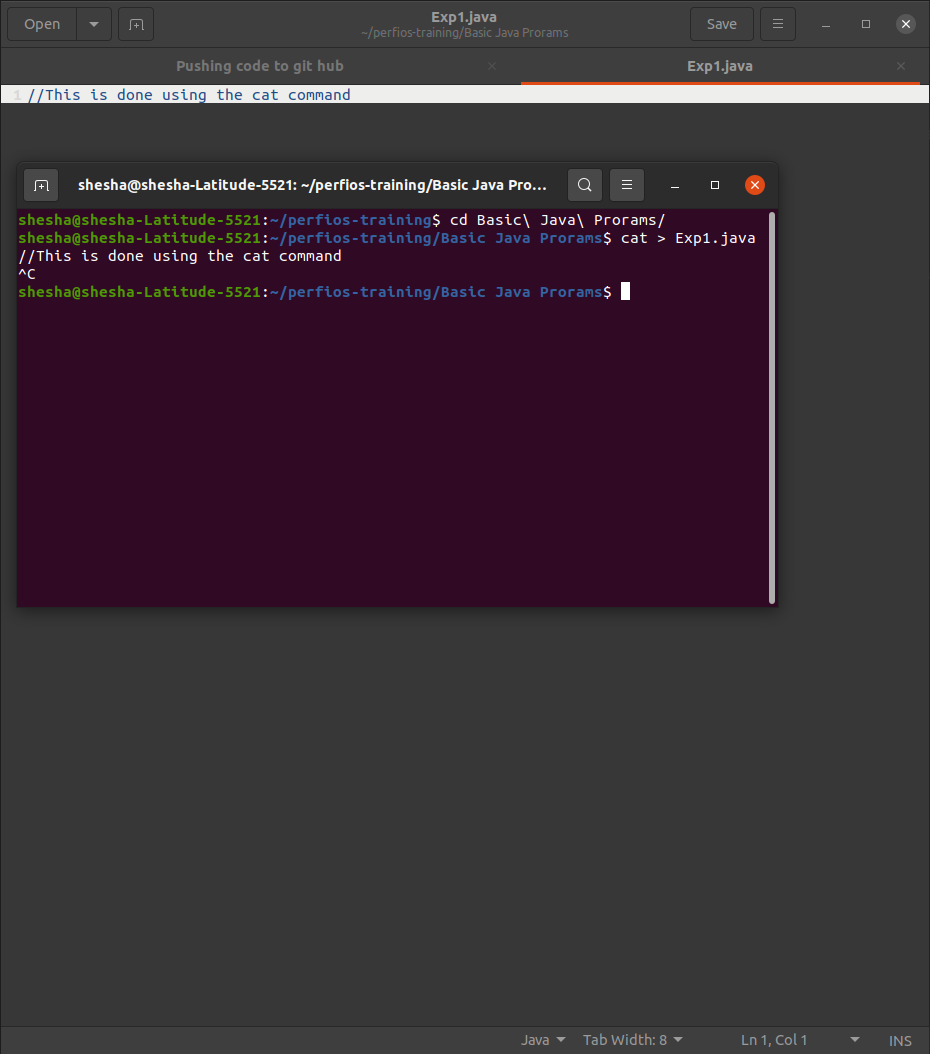 Open
Exp1.java
~/perfios-training/Basic Java Prorams
Save
Pushing code to git hub
Exp1.java
1 //This is done using the cat command
shesha@shesha-Latitude-5521: ~/perfios-training/Basic Java Pro...
shesha@shesha-Latitude-5521:~/perfios-training$ cd Basic\ Java\ Prorams/
shesha@shesha-Latitude-5521:~/perfios-training/Basic Java Prorams$ cat > Exp1.java
//This is done using the cat command
^C
shesha@shesha-Latitude-5521:~/perfios-training/Basic Java Prorams$
Java Tab Width: 8 Ln 1, Col 1 INS